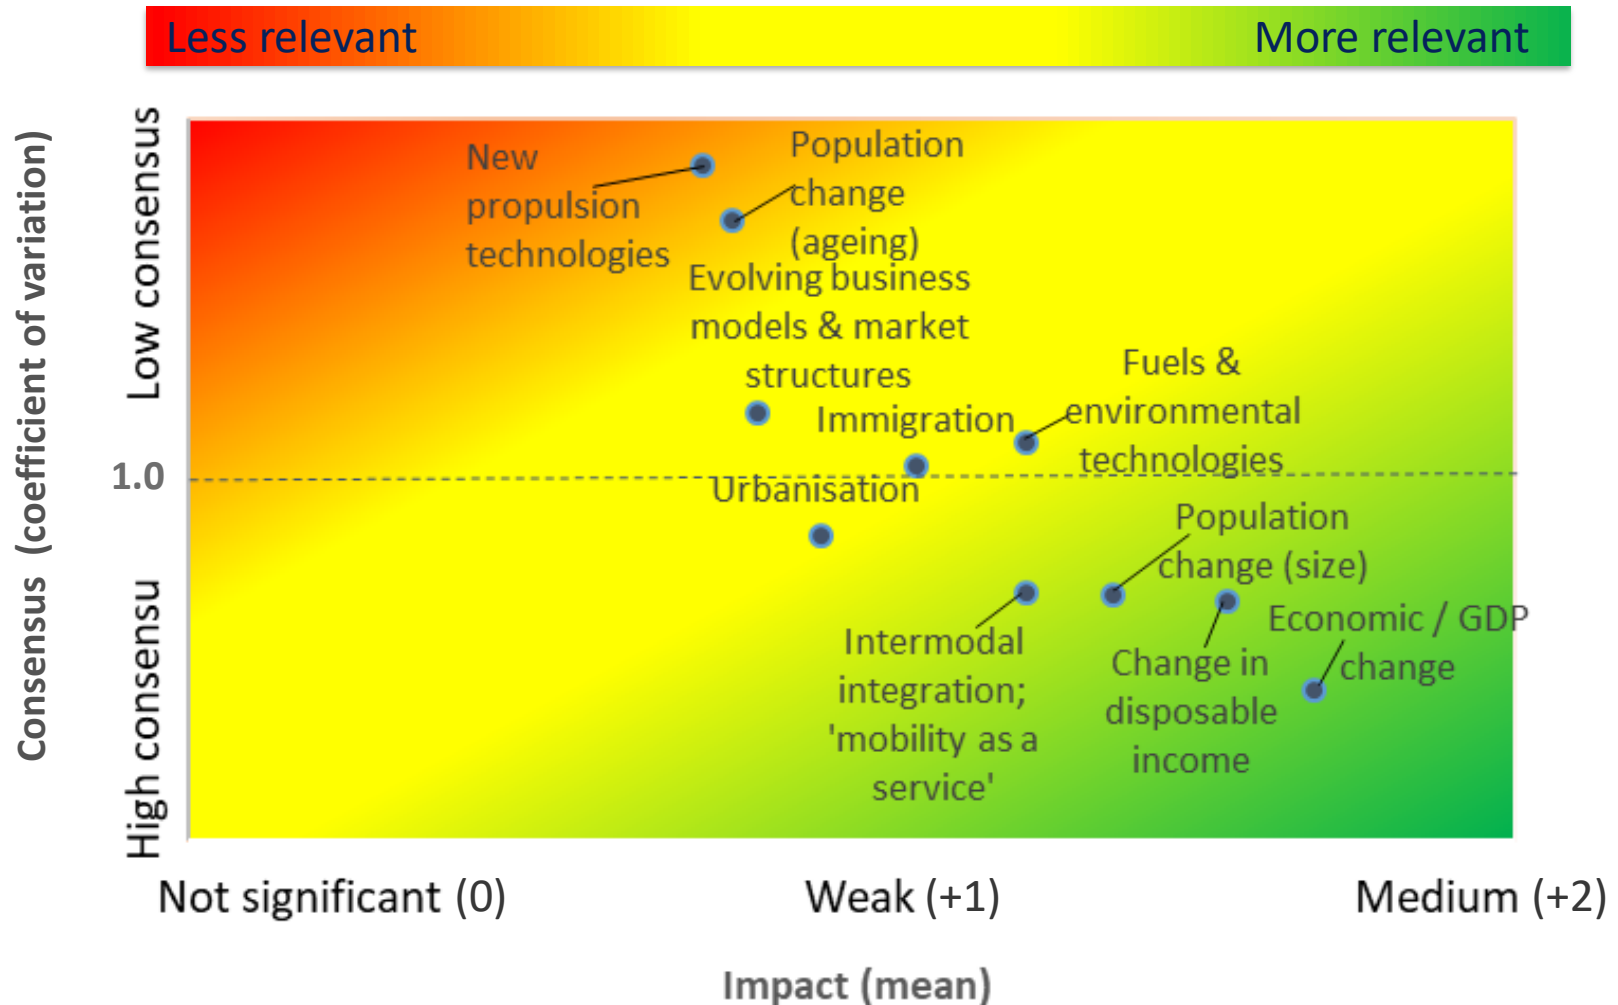 Less relevant
More relevant
Consensus (coefficient of variation)
Low consensus
1.0
High consensu
New
propulsion
technologies
Population
change
(ageing)
Evolving business
models & market
structures
Immigration
Fuels &
environmental
technologies
Urbanisation
Population
change (size)
Intermodal
integration;
'mobility as a
service'
Change in
disposable
income
Economic / GDP
change
Not significant (0)
Weak (+1)
Medium (+2)
Impact (mean)